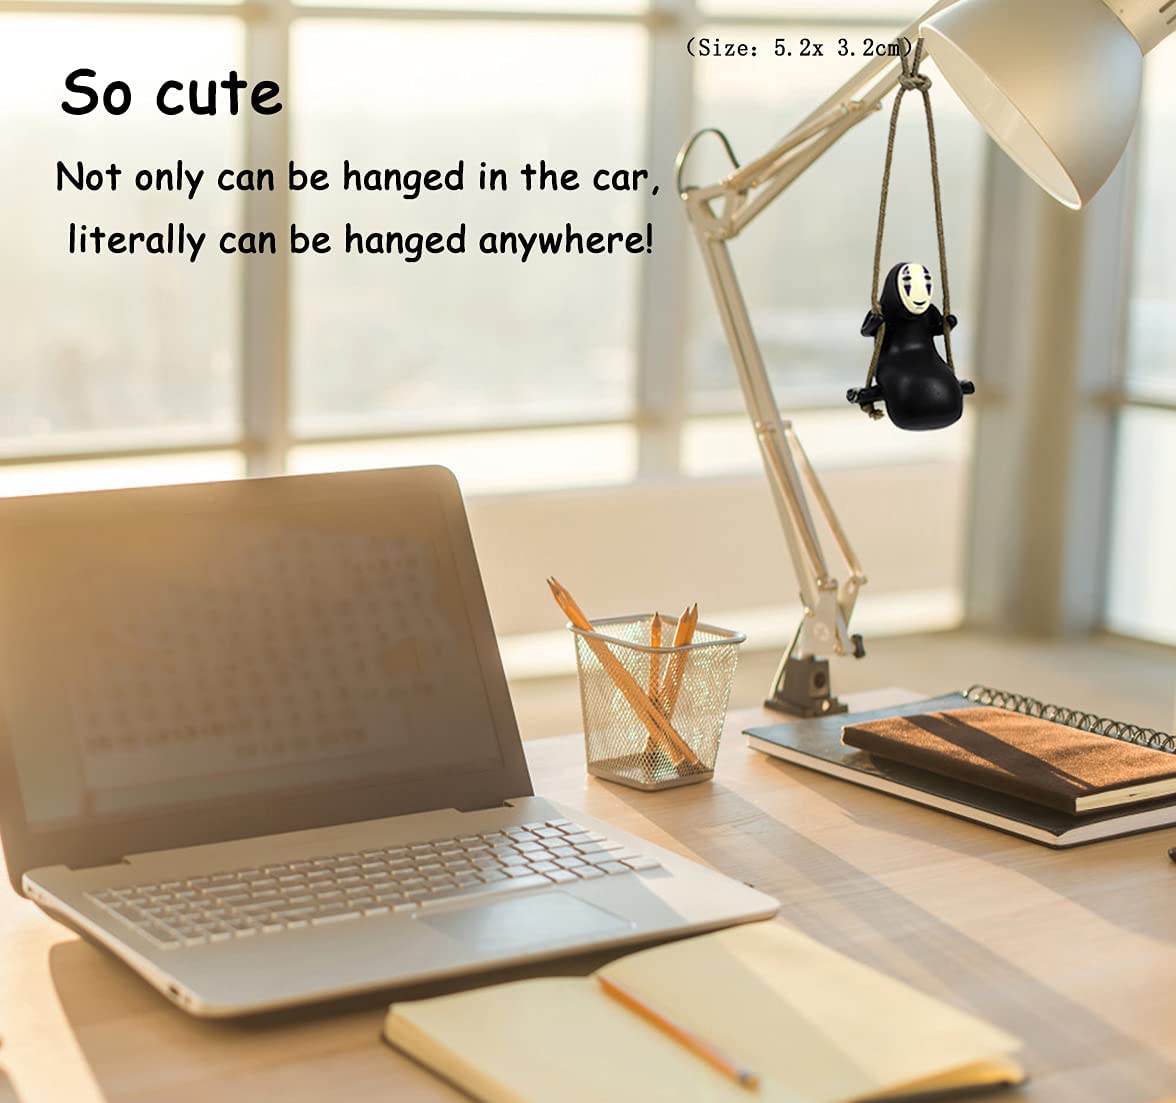 (Size: 5.2x 3.2cm)
So cute
Not only can be hanged in the car,
literally can be hanged anywhere!